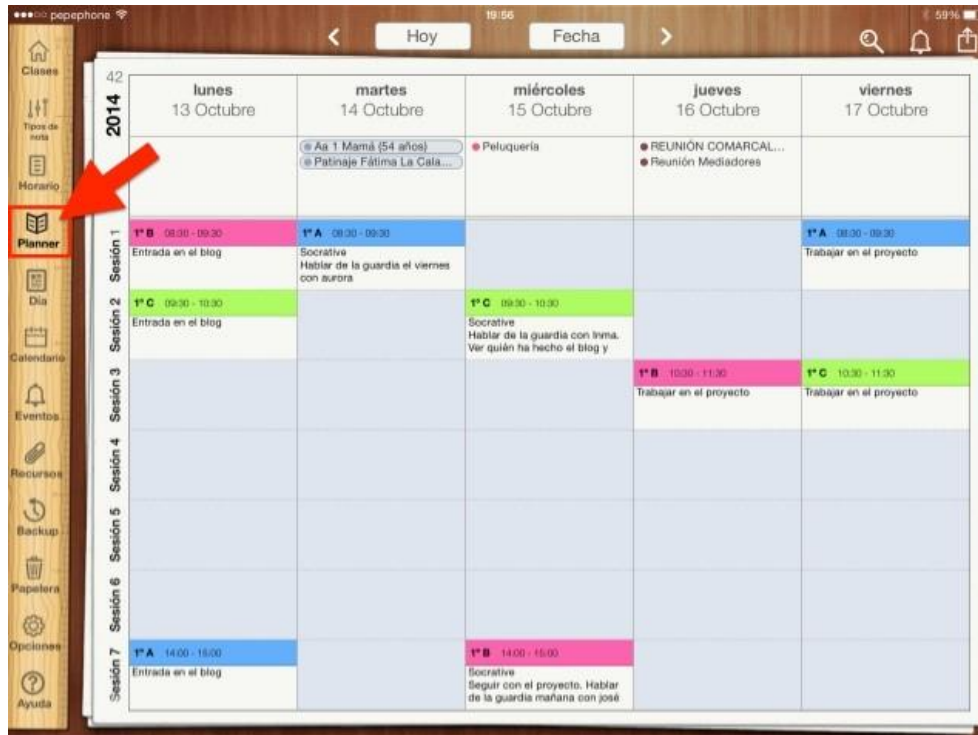 pepephone
19:56
59%
Hoy
Fecha
Clases
Tipos de
nota
Horario
Planner
Día
Calendario
Eventos
Recursos
Backup
Papelera
Opciones
Ayuda
42
2014
lunes
13 Octubre
martes
14 Octubre
miércoles
15 Octubre
jueves
16 Octubre
viernes
17 Octubre
Aa 1 Mamá (54 años)
Patinaje Fátima La Cala...
Peluquería
REUNIÓN COMARCAL...
Reunión Mediadores
Sesión 1
1º B 08:30 - 09:30
Entrada en el blog
1º A 08:30 - 09:30
Socrative
Hablar de la guardia el viernes
con aurora
1º A 08:30 - 09:30
Trabajar en el proyecto
Sesión 2
1º C 09:30 - 10:30
Entrada en el blog
1º C 09:30 - 10:30
Socrative
Hablar de la guardia con Inma.
Ver quién ha hecho el blog y
Sesión 3
1º B 10:30 - 11:30
Trabajar en el proyecto
1º C 10:30 - 11:30
Trabajar en el proyecto
Sesión 4
Sesión 5
Sesión 6
Sesión 7
1º A 14:00 - 15:00
Entrada en el blog
1º B 14:00 - 15:00
Socrative
Seguir con el proyecto. Hablar
de la guardia mañana con josé